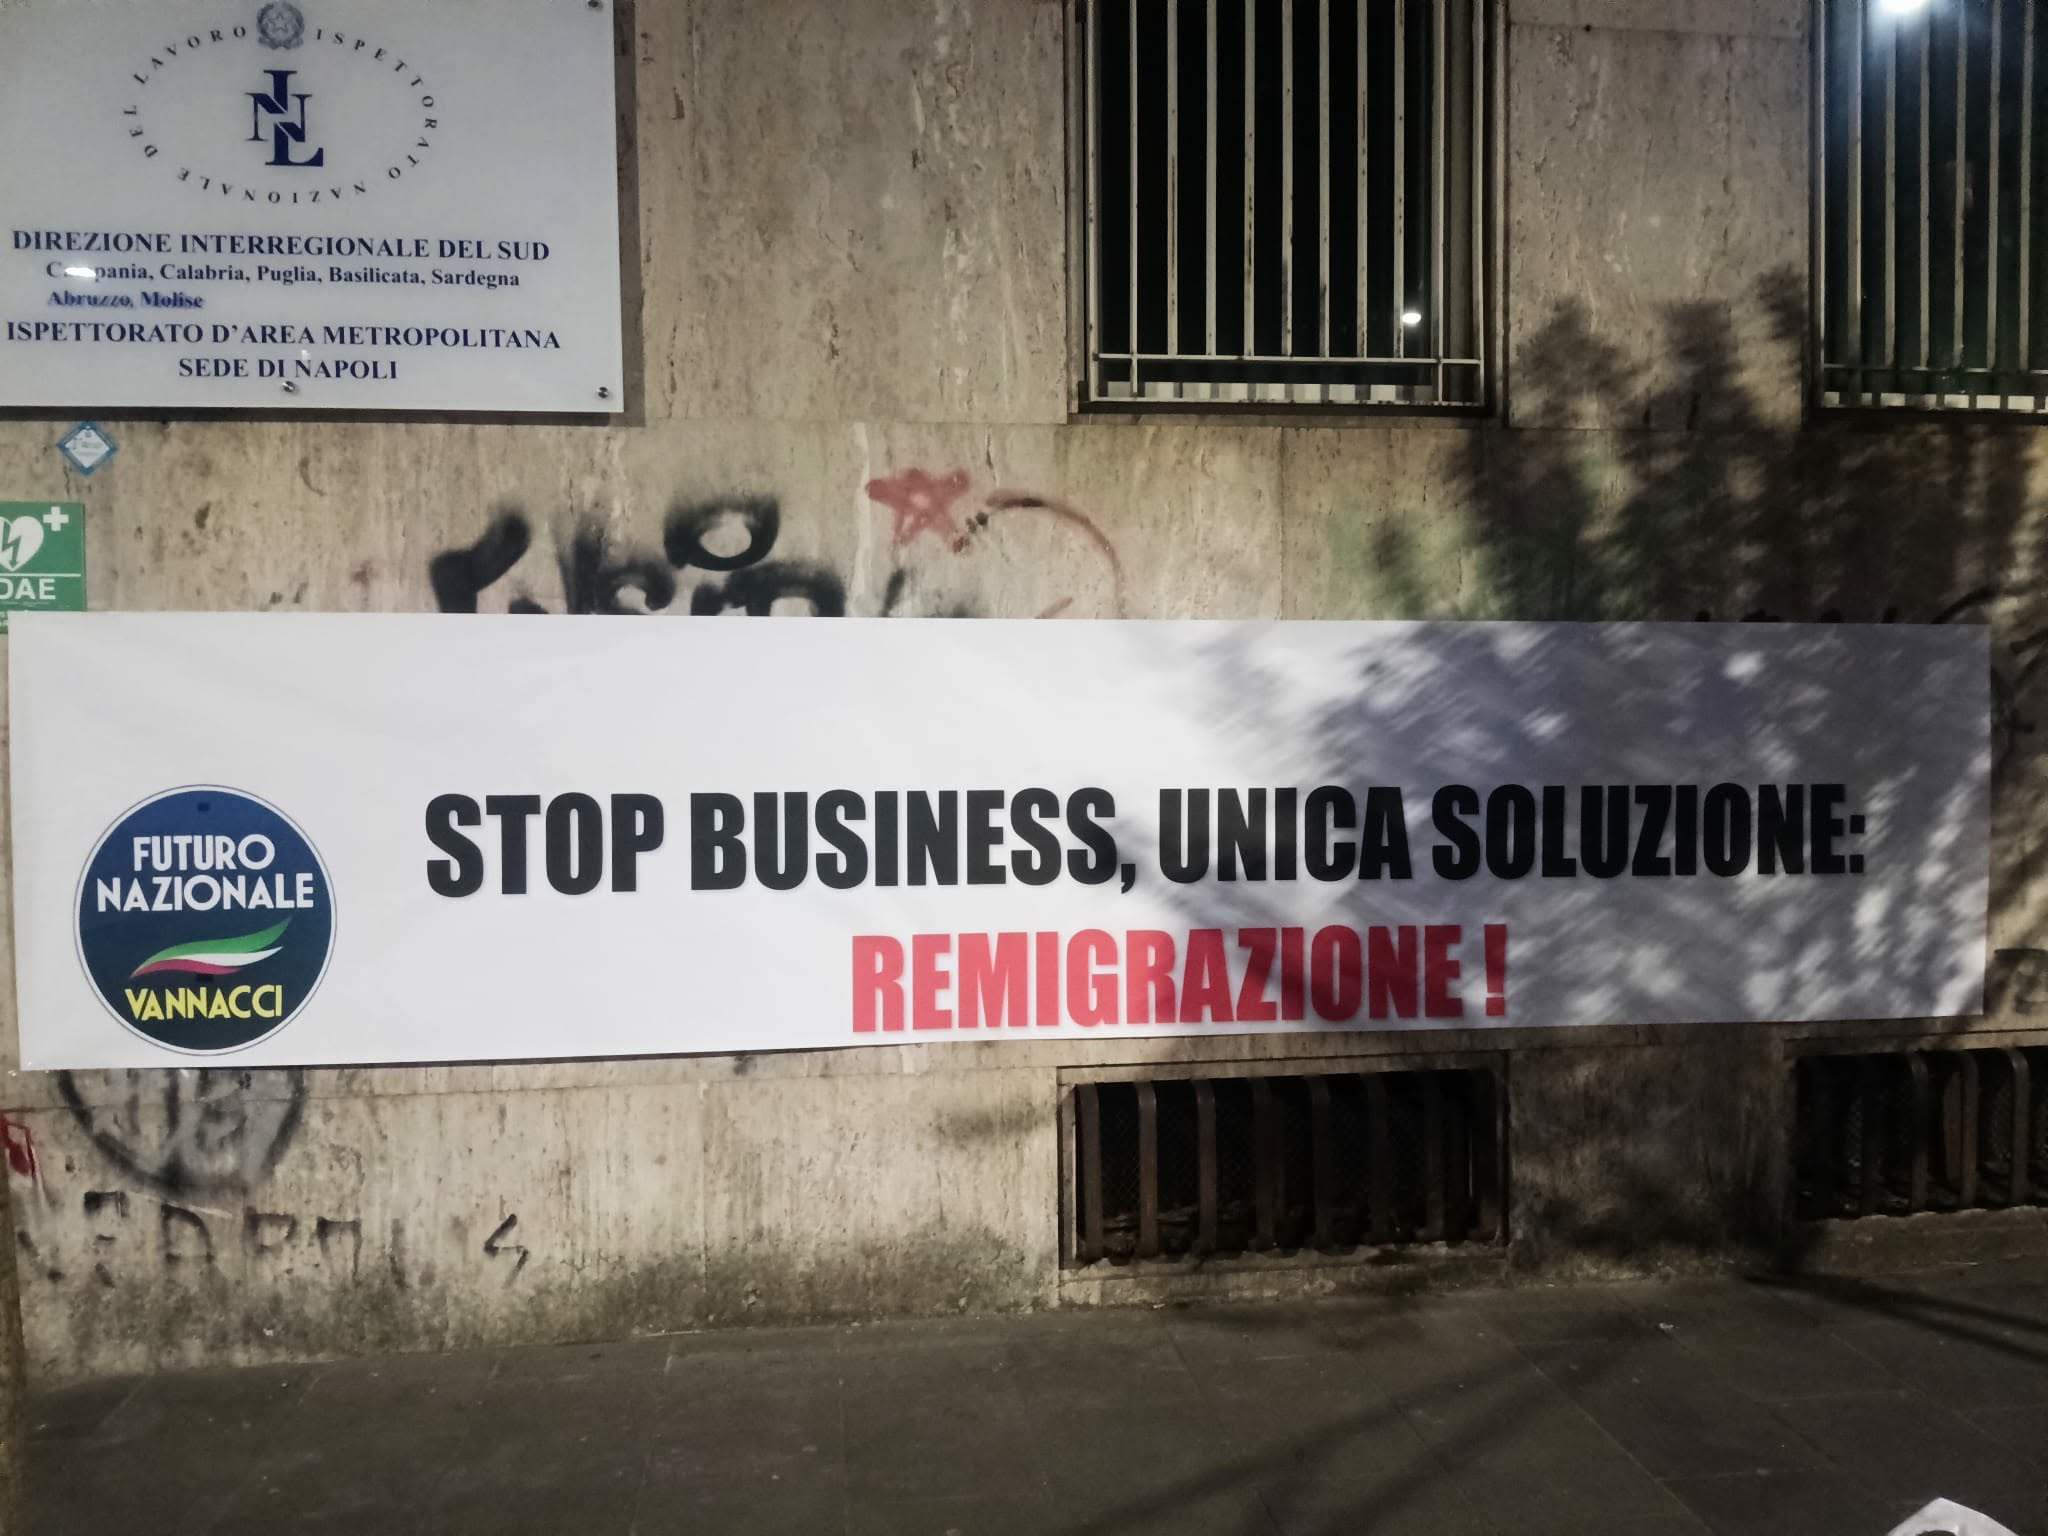 ISPETTORATO NAZIONALE DEL LAVORO
INL
DIREZIONE INTERREGIONALE DEL SUD
Campania, Calabria, Puglia, Basilicata, Sardegna
Abruzzo, Molise
ISPETTORATO D'AREA METROPOLITANA
SEDE DI NAPOLI
DAE
FUTURO
NAZIONALE
VANNACCI
STOP BUSINESS, UNICA SOLUZIONE:
REMIGRAZIONE !